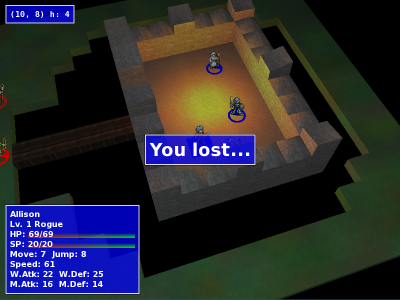 (10, 8) h: 4
You lost...
Allison
Lv. 1 Rogue
HP: 69/69
SP: 20/20
Move: 7 Jump: 8
Speed: 61
W.Atk: 22 W.Def: 25
M.Atk: 16 M.Def: 14